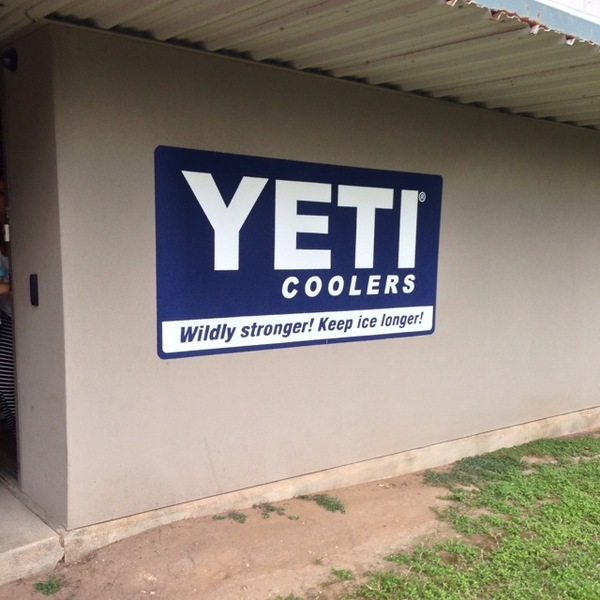 YETI®
COOLERS
Wildly stronger! Keep ice longer!